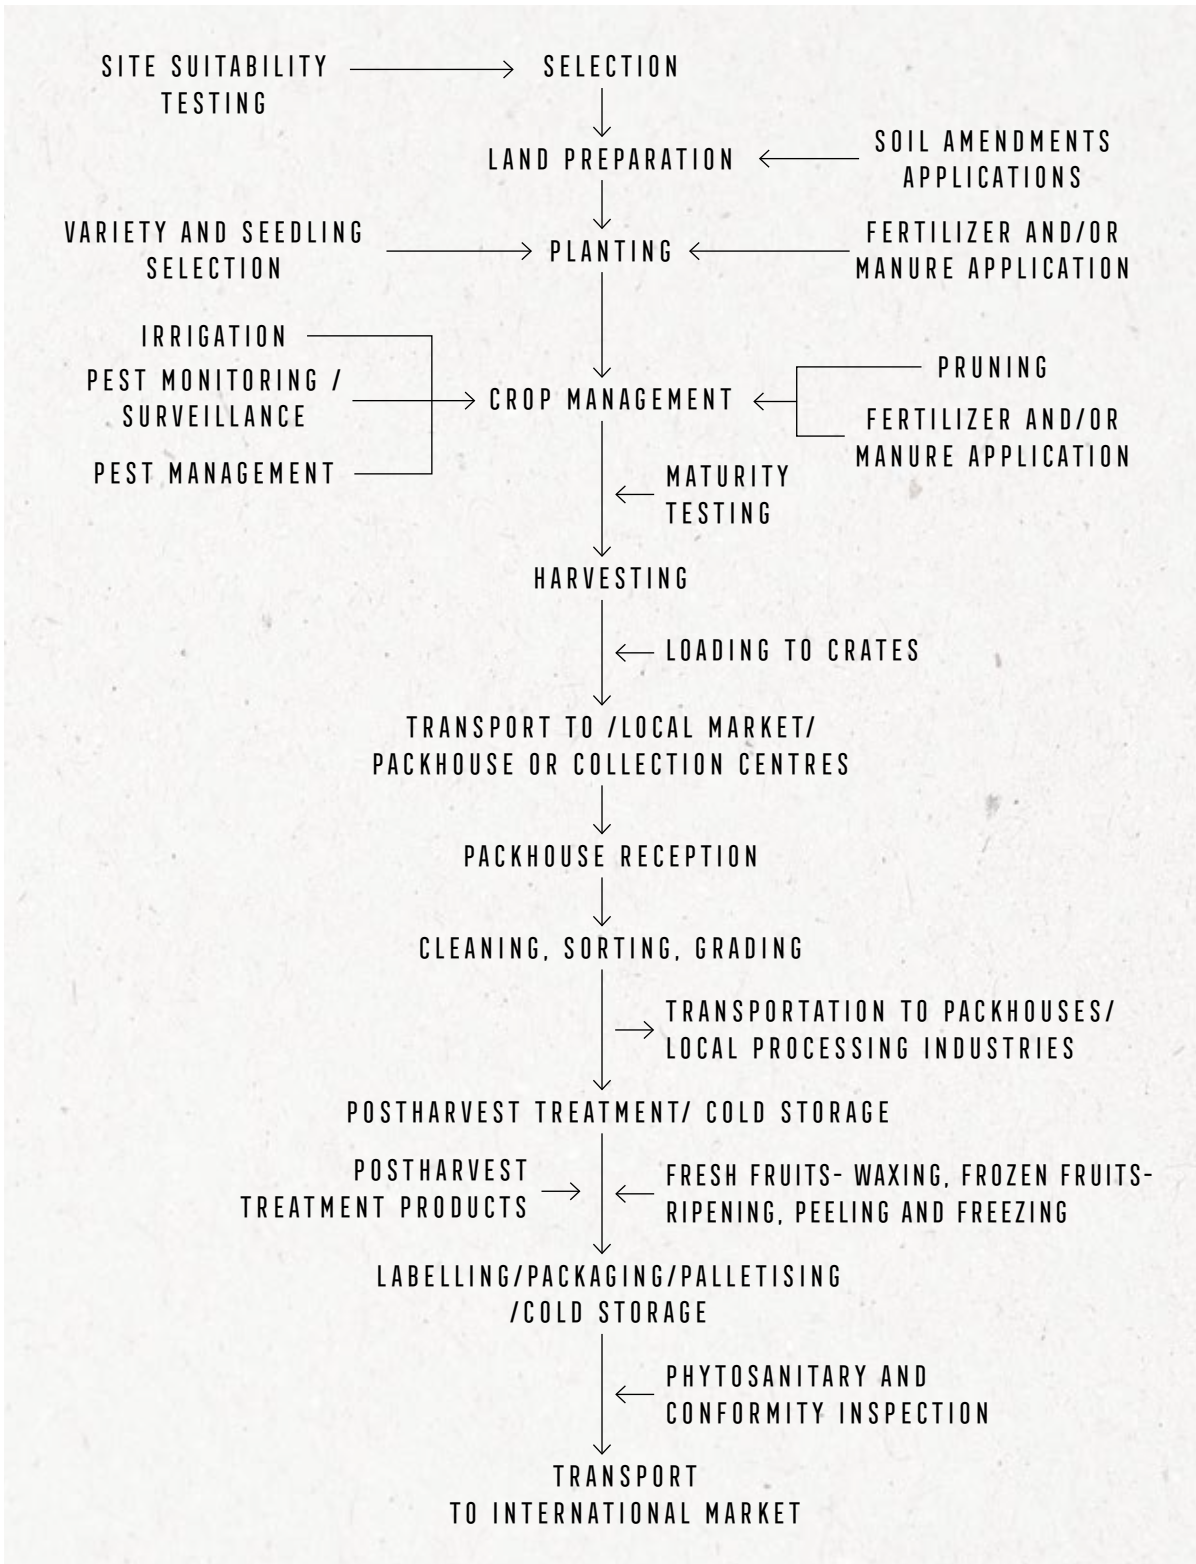 SITE SUITABILITY
TESTING
SELECTION
LAND PREPARATION
SOIL AMENDMENTS
APPLICATIONS
VARIETY AND SEEDLING
SELECTION
PLANTING
FERTILIZER AND/OR
MANURE APPLICATION
IRRIGATION
PEST MONITORING /
SURVEILLANCE
PEST MANAGEMENT
CROP MANAGEMENT
PRUNING
FERTILIZER AND/OR
MANURE APPLICATION
MATURITY
TESTING
HARVESTING
LOADING TO CRATES
TRANSPORT TO /LOCAL MARKET/
PACKHOUSE OR COLLECTION CENTRES
PACKHOUSE RECEPTION
CLEANING, SORTING, GRADING
TRANSPORTATION TO PACKHOUSES/
LOCAL PROCESSING INDUSTRIES
POSTHARVEST TREATMENT/ COLD STORAGE
POSTHARVEST
TREATMENT PRODUCTS
FRESH FRUITS- WAXING, FROZEN FRUITS-
RIPENING, PEELING AND FREEZING
LABELLING/PACKAGING/PALLETISING
/COLD STORAGE
PHYTOSANITARY AND
CONFORMITY INSPECTION
TRANSPORT
TO INTERNATIONAL MARKET